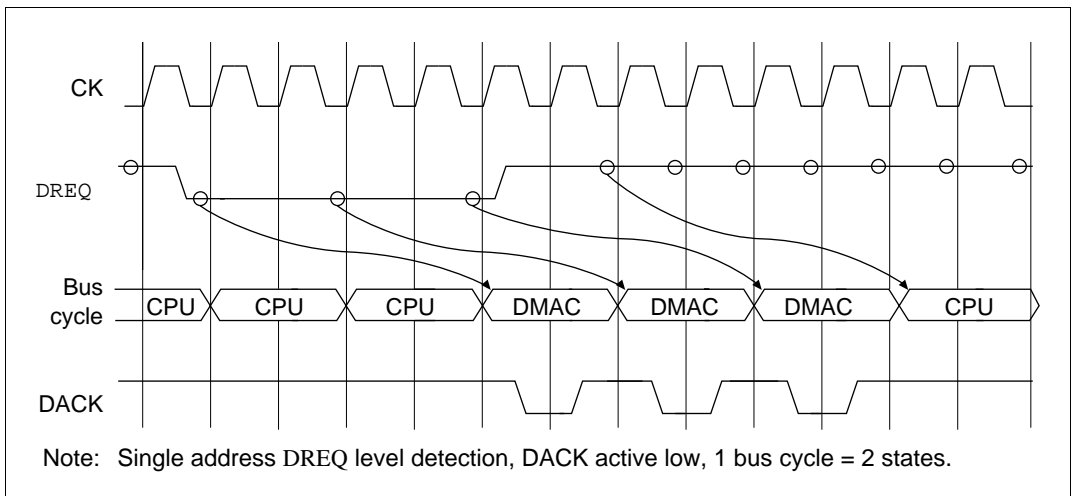 CK
DREQ
Bus cycle
CPU CPU CPU DMAC DMAC DMAC CPU
DACK
Note: Single address DREQ level detection, DACK active low, 1 bus cycle = 2 states.